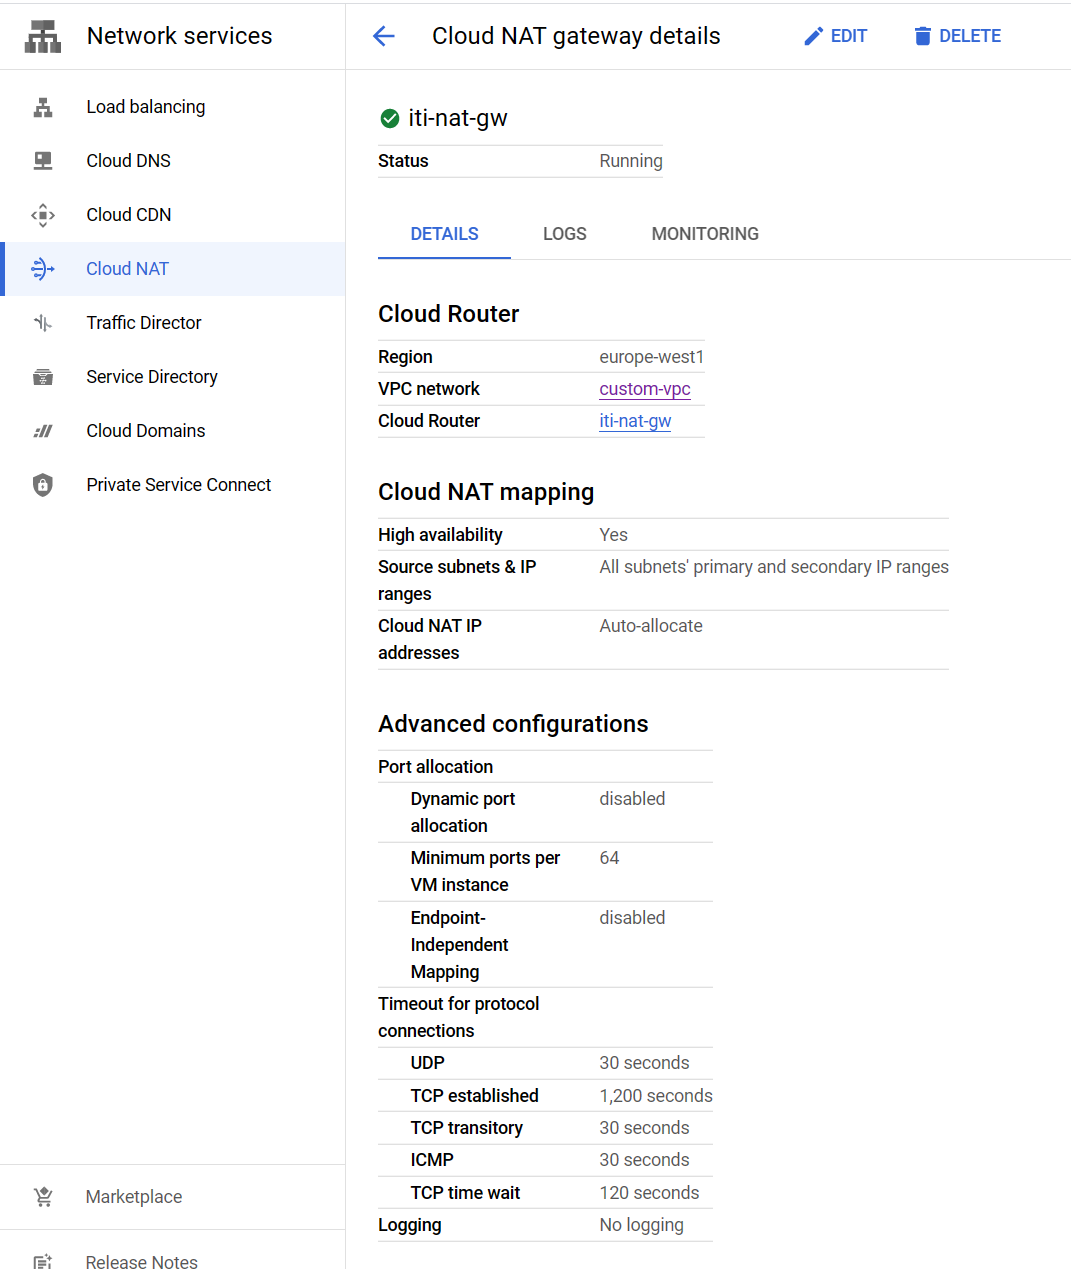 Network services
Cloud NAT gateway details
EDIT
DELETE
Load balancing
Cloud DNS
Cloud CDN
Cloud NAT
Traffic Director
Service Directory
Cloud Domains
Private Service Connect
Marketplace
Release Notes
iti-nat-gw
Status Running
DETAILS LOGS MONITORING
Cloud Router
Region europe-west1
VPC network custom-vpc
Cloud Router iti-nat-gw
Cloud NAT mapping
High availability Yes
Source subnets & IP All subnets' primary and secondary IP ranges
ranges
Cloud NAT IP Auto-allocate
addresses
Advanced configurations
Port allocation
Dynamic port disabled
allocation
Minimum ports per 64
VM instance
Endpoint- disabled
Independent
Mapping
Timeout for protocol
connections
UDP 30 seconds
TCP established 1,200 seconds
TCP transitory 30 seconds
ICMP 30 seconds
TCP time wait 120 seconds
Logging No logging